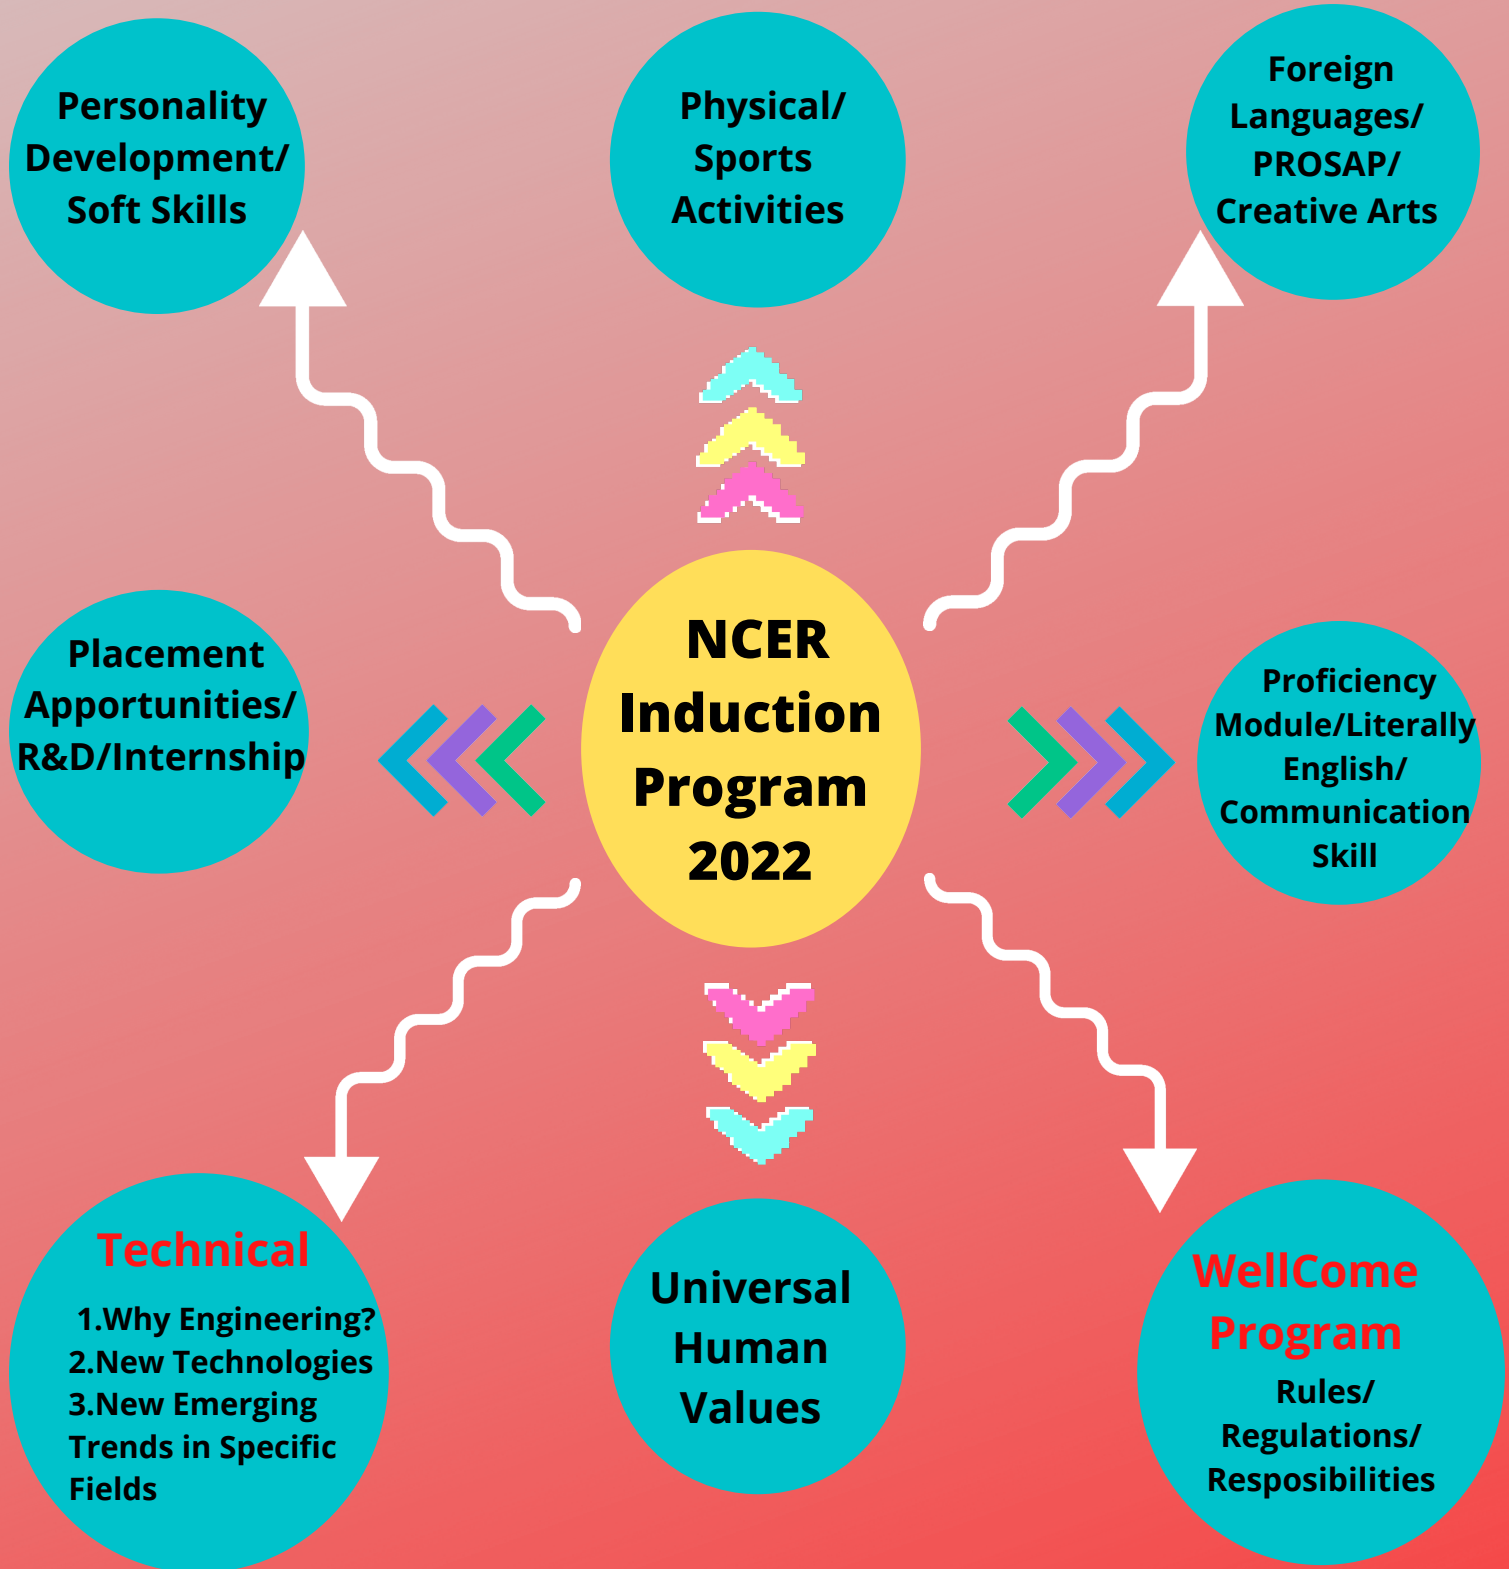 Personality
Development/
Soft Skills
Physical/
Sports
Activities
Foreign
Languages/
PROSAP/
Creative Arts
Placement
Apportunities/
R&D/Internship
NCER
Induction
Program
2022
Proficiency
Module/Literally
English/
Communication
Skill
Technical
1.Why Engineering?
2.New Technologies
3.New Emerging
Trends in Specific
Fields
Universal
Human
Values
WellCome
Program
Rules/
Regulations/
Resposibilities